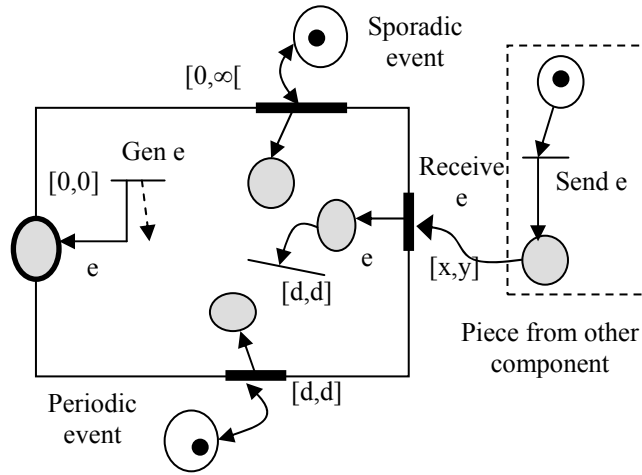 Sporadic
event
[0,∞[
Gen e
[0,0]
Receive
e
Send e
e
e
[x,y]
[d,d]
Piece from other
component
[d,d]
Periodic
event